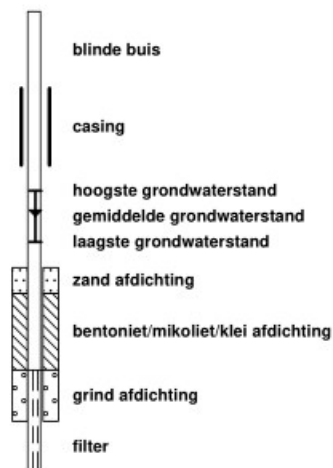 blinde buis
casing
hoogste grondwaterstand
gemiddelde grondwaterstand
laagste grondwaterstand
zand afdichting
bentoniet/mikoliet/klei afdichting
grind afdichting
filter